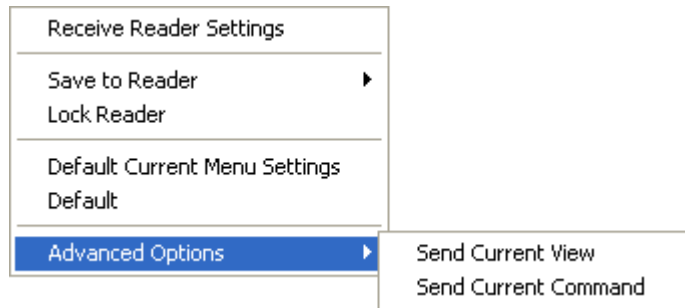 Receive Reader Settings
Save to Reader
Lock Reader
Default Current Menu Settings
Default
Advanced Options
Send Current View
Send Current Command